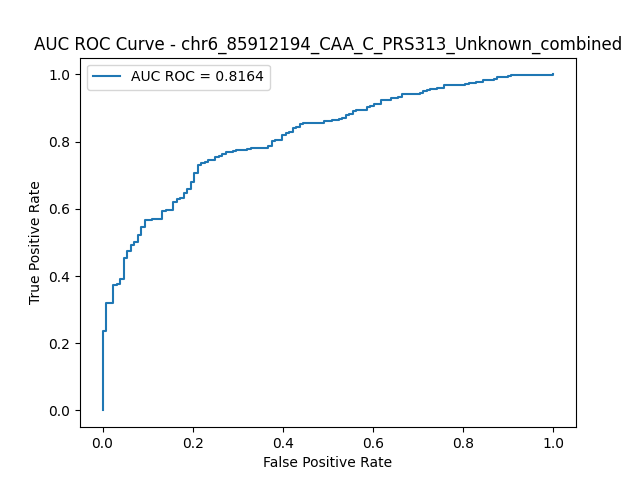 AUC ROC Curve - chr6_85912194_CAA_C_PRS313_Unknown_combined
AUC ROC = 0.8164
1.0
0.8
0.6
0.4
0.2
0.0
True Positive Rate
0.0 0.2 0.4 0.6 0.8 1.0
False Positive Rate